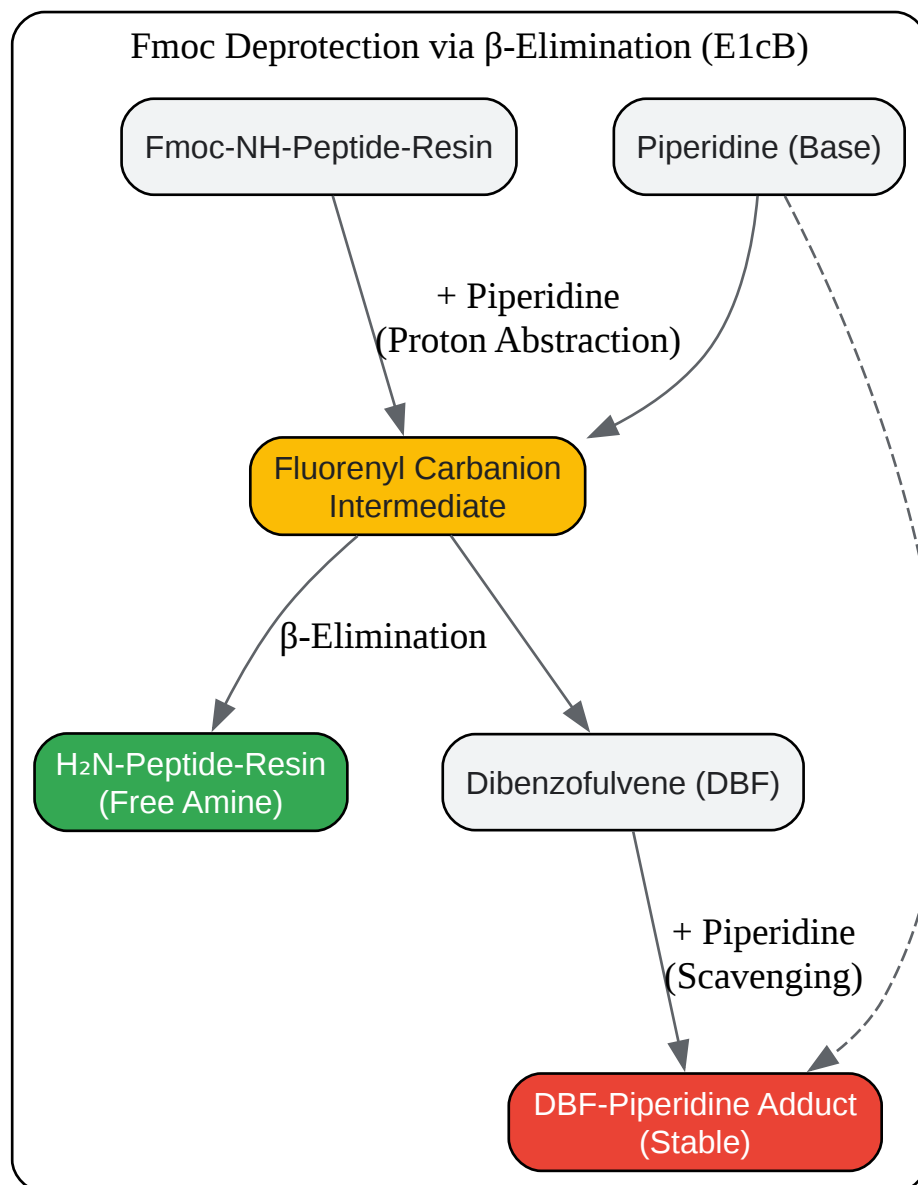 Fmoc Deprotection via β-Elimination (E1cB)
Fmoc-NH-Peptide-Resin
Piperidine (Base)
+ Piperidine
(Proton Abstraction)
Fluorenyl Carbanion
Intermediate
β-Elimination
H₂N-Peptide-Resin
(Free Amine)
Dibenzofulvene (DBF)
+ Piperidine
(Scavenging)
DBF-Piperidine Adduct
(Stable)